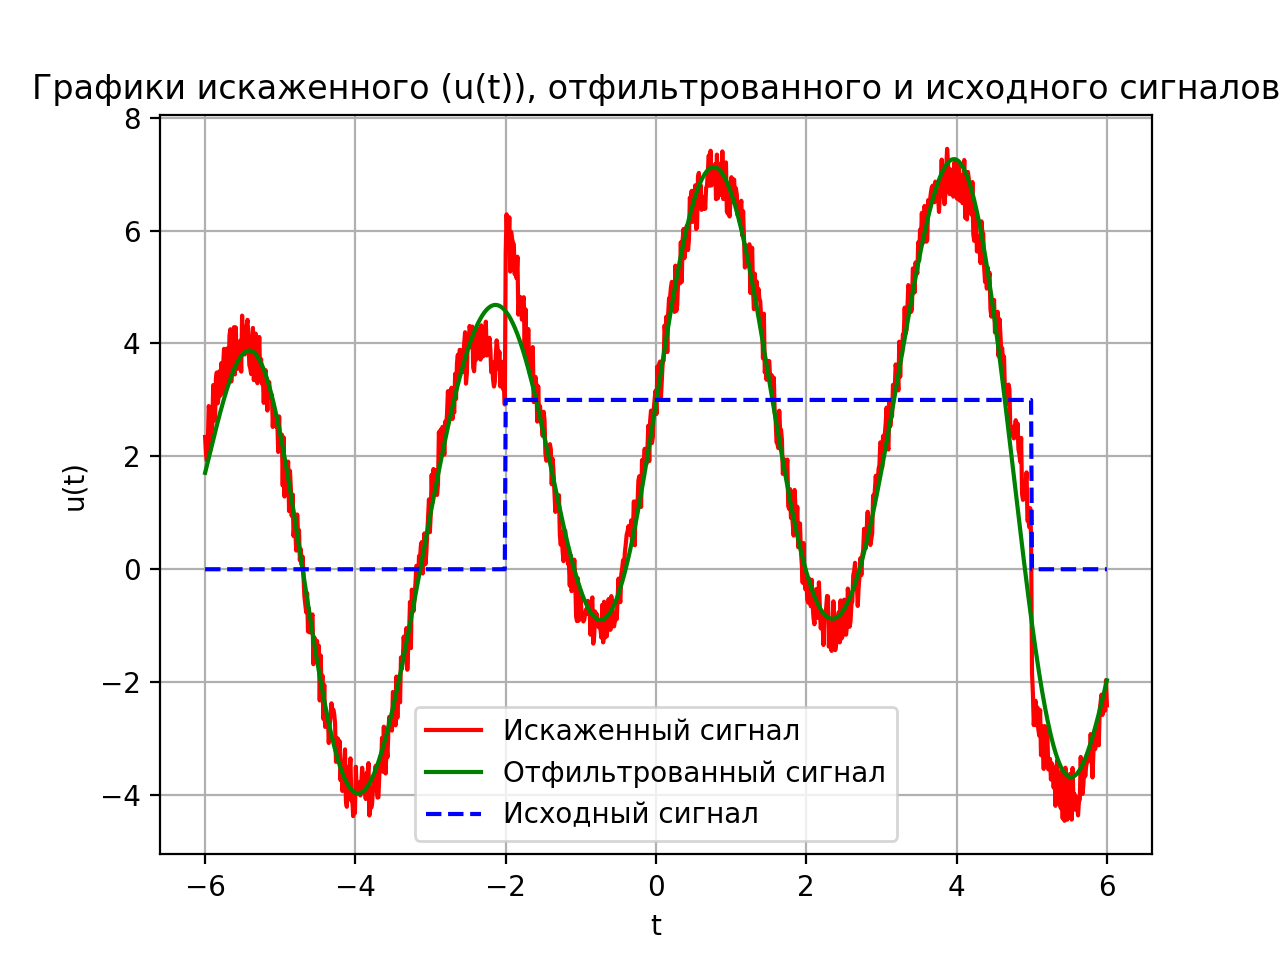 Графики искаженного (u(t)), отфильтрованного и исходного сигналов
8
6
4
2
0
−2
−4
u(t)
Искаженный сигнал
Отфильтрованный сигнал
Исходный сигнал
−6 −4 −2 0 2 4 6
t